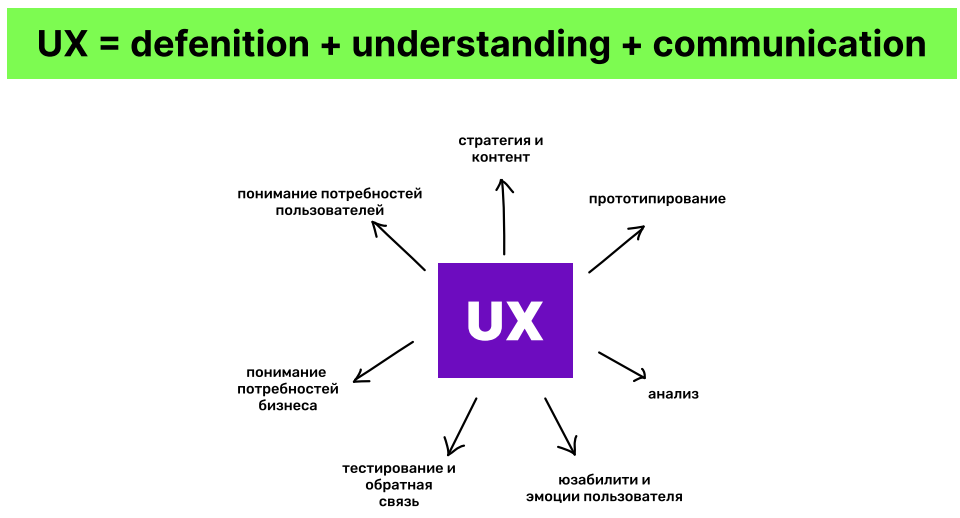 UX = defenition + understanding + communication
стратегия и
контент
понимание потребностей
пользователей
прототипирование
UX
понимание
потребностей
бизнеса
анализ
тестирование и
обратная
связь
юзабилити и
эмоции пользователя